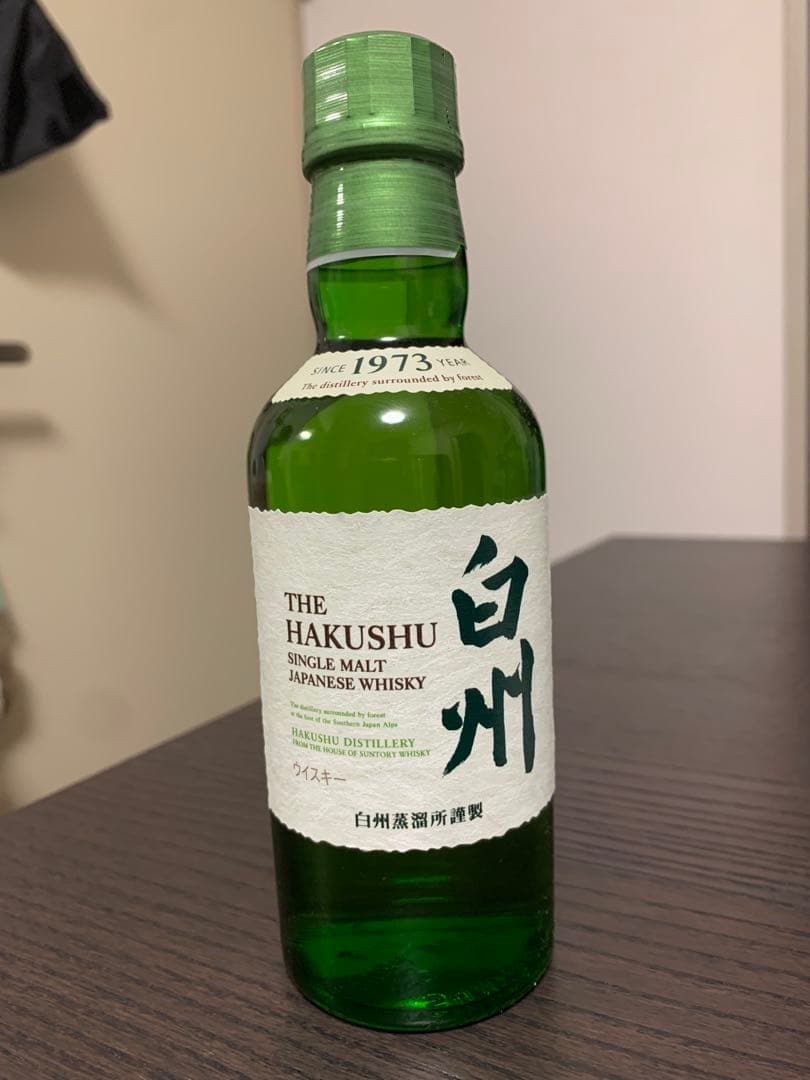 SINCE 1973 YEAR
The distillery surrounded by forest
白州
THE
HAKUSHU
SINGLE MALT
JAPANESE WHISKY
The distillery surrounded by forest
at the foot of the Southern Japan Alps
HAKUSHU DISTILLERY
FROM THE HOUSE OF SUNTORY WHISKY
ウイスキー
白州蒸溜所謹製